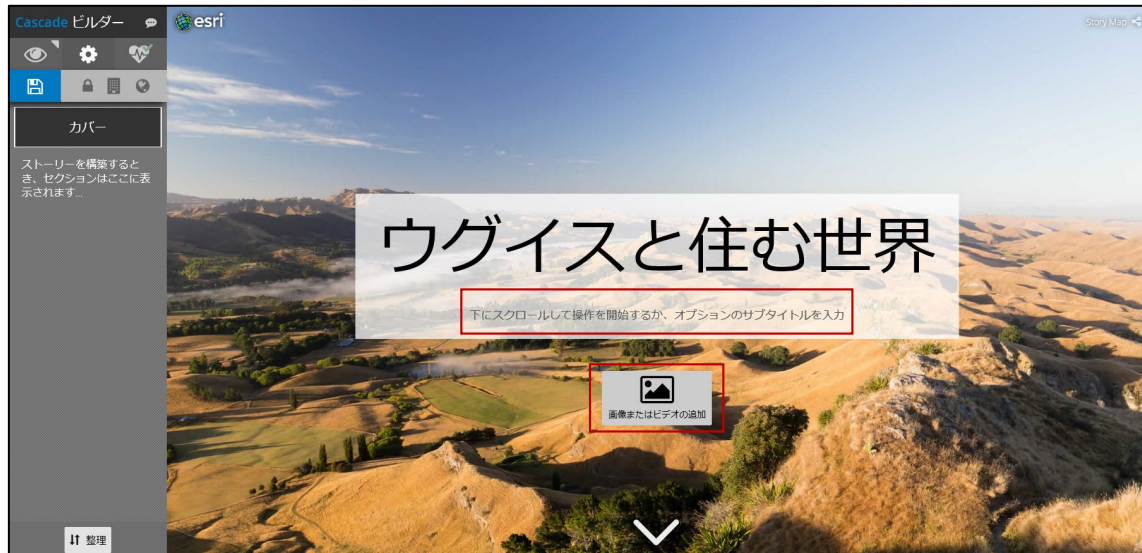 Cascade ビルダー
esri
Story Map
カバー
ストーリーを構築すると
き、セクションはここに表
示されます...
ウグイスと住む世界
下にスクロールして操作を開始するか、オプションのサブタイトルを入力
画像またはビデオの追加
整理